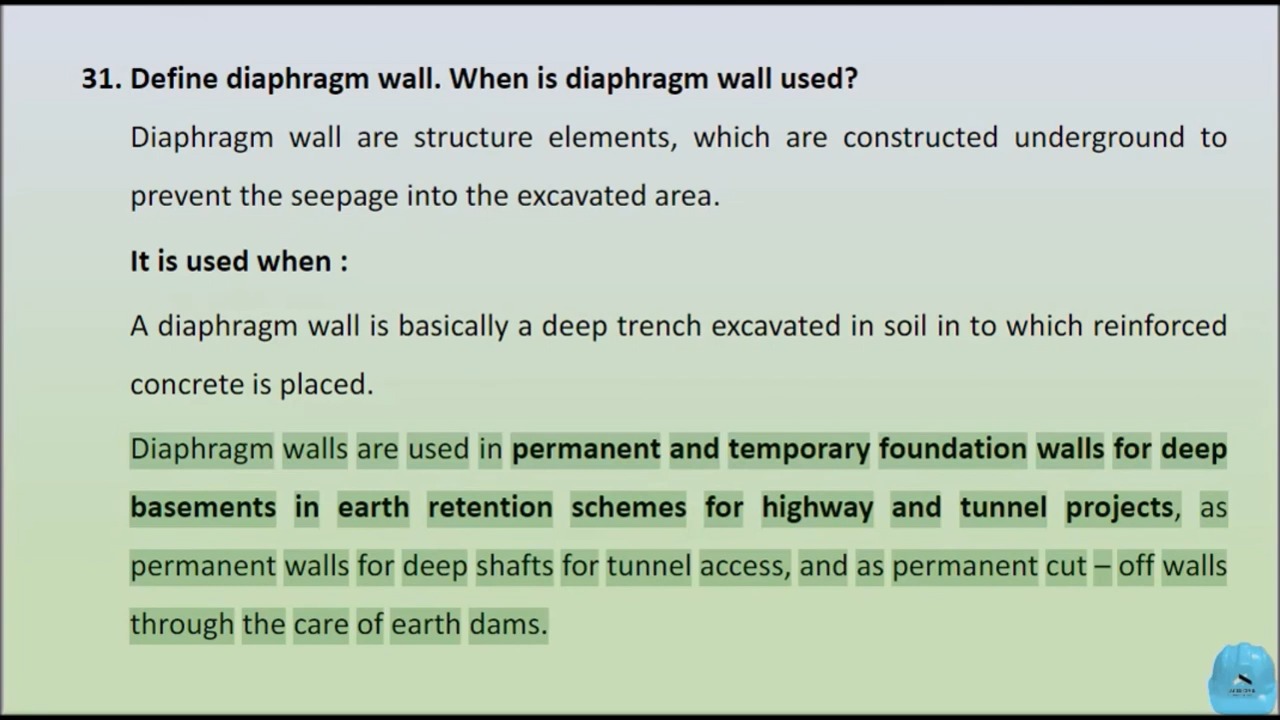 31. Define diaphragm wall. When is diaphragm wall used?
Diaphragm wall are structure elements, which are constructed underground to
prevent the seepage into the excavated area.
It is used when :
A diaphragm wall is basically a deep trench excavated in soil in to which reinforced
concrete is placed.
Diaphragm walls are used in permanent and temporary foundation walls for deep
basements in earth retention schemes for highway and tunnel projects, as
permanent walls for deep shafts for tunnel access, and as permanent cut – off walls
through the care of earth dams.